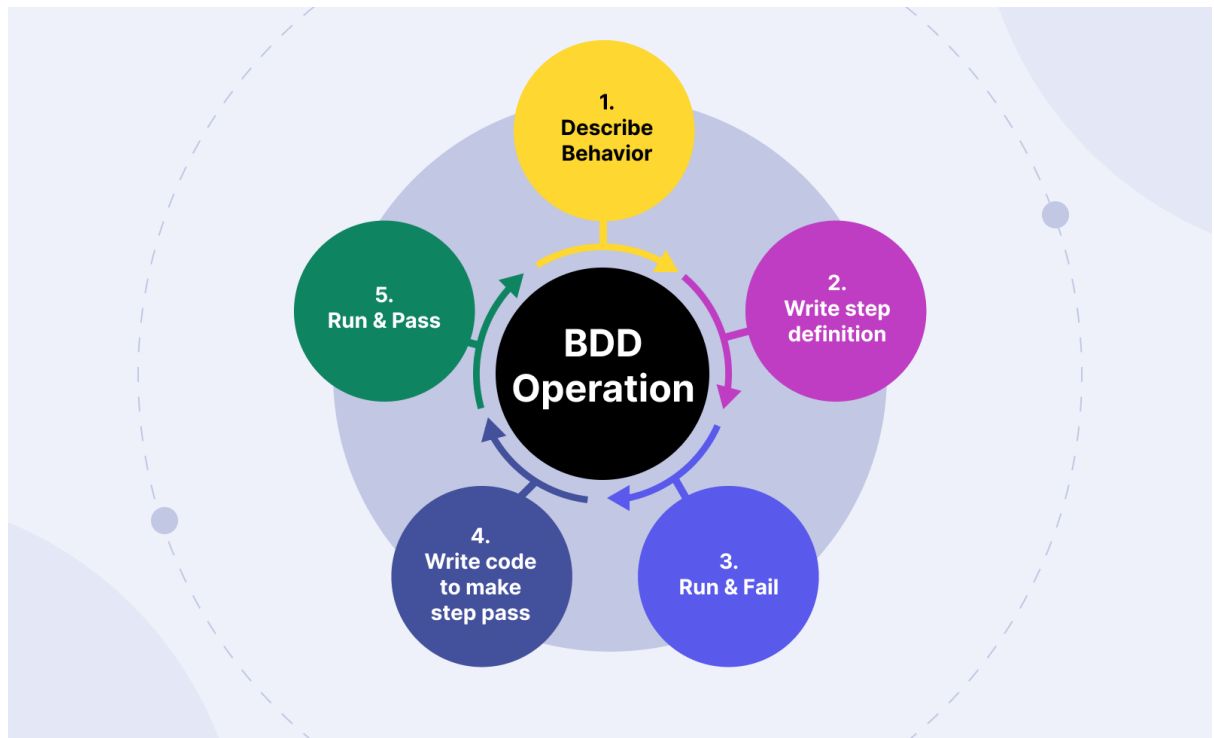 1.
Describe
Behavior
2.
Write step
definition
3.
Run & Fail
4.
Write code
to make
step pass
5.
Run & Pass
BDD
Operation